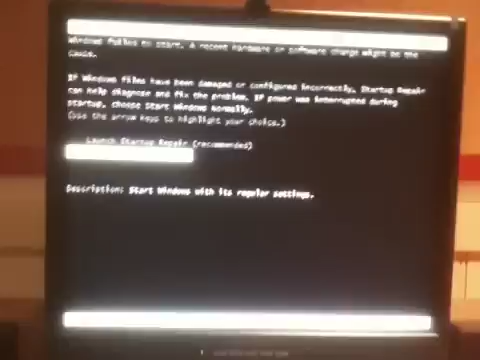 Windows failed to start. A recent hardware or software change might be the
cause.
If Windows files have been damaged or configured incorrectly, Startup Repair
can help diagnose and fix the problem. If power was interrupted during
startup, choose Start Windows Normally.
(Use the arrow keys to highlight your choice.)
Launch Startup Repair (recommended)
Description: Start Windows with its regular settings.